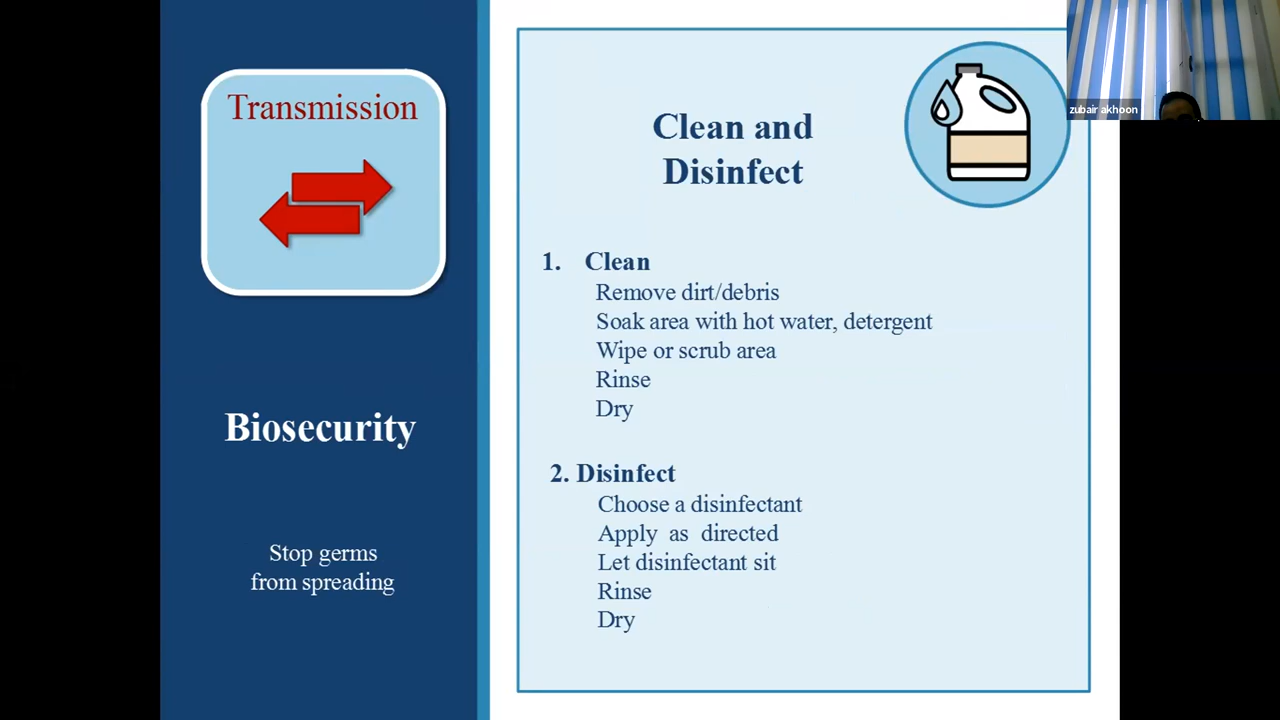 Transmission
Biosecurity
Stop germs
from spreading
Clean and
Disinfect
1. Clean
Remove dirt/debris
Soak area with hot water, detergent
Wipe or scrub area
Rinse
Dry
2. Disinfect
Choose a disinfectant
Apply as directed
Let disinfectant sit
Rinse
Dry
zubair akhoon